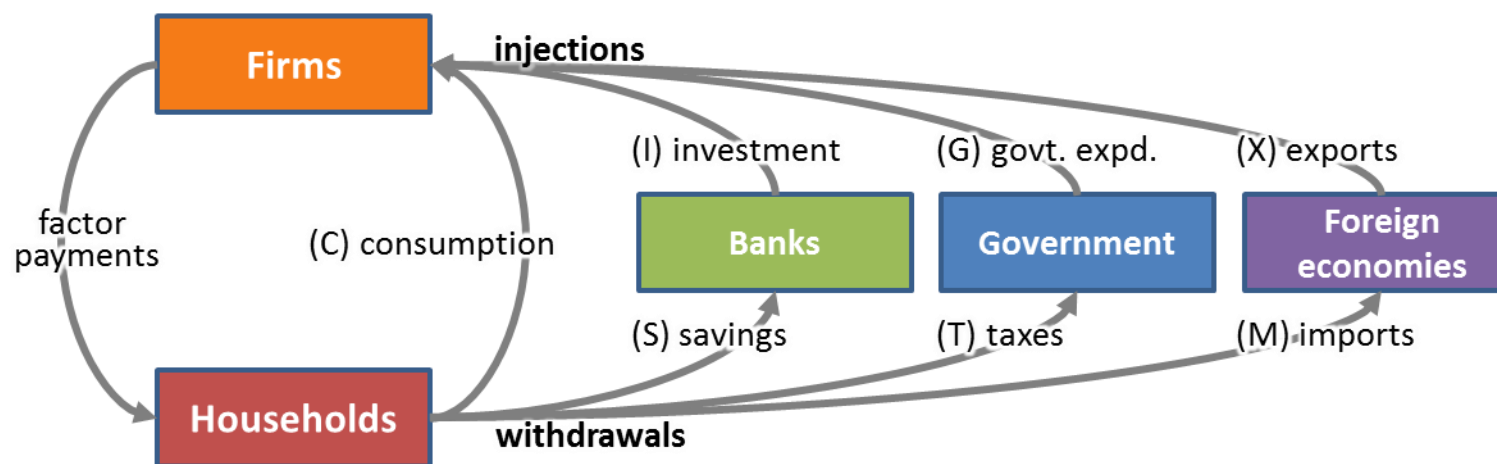 Firms
injections
(I) investment
(G) govt. expd.
(X) exports
factor
payments
(C) consumption
Banks
Government
Foreign
economies
(S) savings
(T) taxes
(M) imports
Households
withdrawals